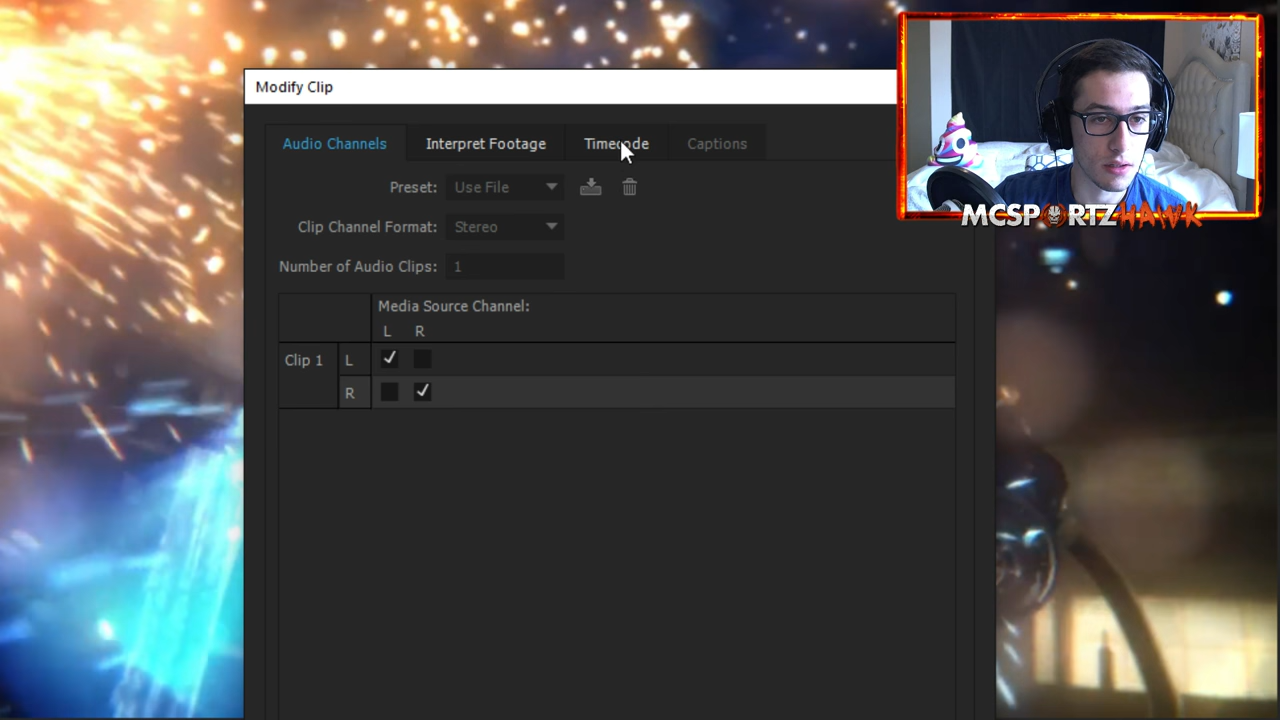 Modify Clip
Audio Channels Interpret Footage Timecode Captions
Preset: Use File
Clip Channel Format: Stereo
Number of Audio Clips: 1
Media Source Channel:
L R
Clip 1 L
R
MCSPORTZHAWK